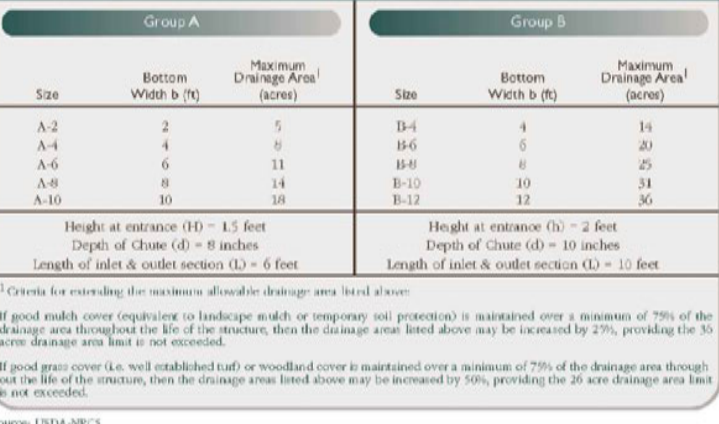 Group A
Group B
Size
Bottom Width b (ft)
Maximum Drainage Area¹ (acres)
Size
Bottom Width b (ft)
Maximum Drainage Area¹ (acres)
A-2 2 5 B-4 4 14
A-4 4 8 B-6 6 20
A-6 6 11 B-8 8 25
A-8 8 14 B-10 10 31
A-10 10 18 B-12 12 36
Height at entrance (H) = 1.5 feet
Depth of Chute (d) = 8 inches
Length of inlet & outlet section (L) = 6 feet
Height at entrance (h) = 2 feet
Depth of Chute (d) = 10 inches
Length of inlet & outlet section (L) = 10 feet
¹ Criteria for extending the maximum allowable drainage area listed above:
If good mulch cover (equivalent to landscape mulch or temporary soil protection) is maintained over a minimum of 75% of the
drainage area throughout the life of the structure, then the drainage areas listed above may be increased by 25%, providing the 36
acres drainage area limit is not exceeded.
If good grass cover (i.e. well established turf) or woodland cover is maintained over a minimum of 75% of the drainage area through
out the life of the structure, then the drainage areas listed above may be increased by 50%, providing the 26 acre drainage area limit
is not exceeded.
Source: USDA-NRCS